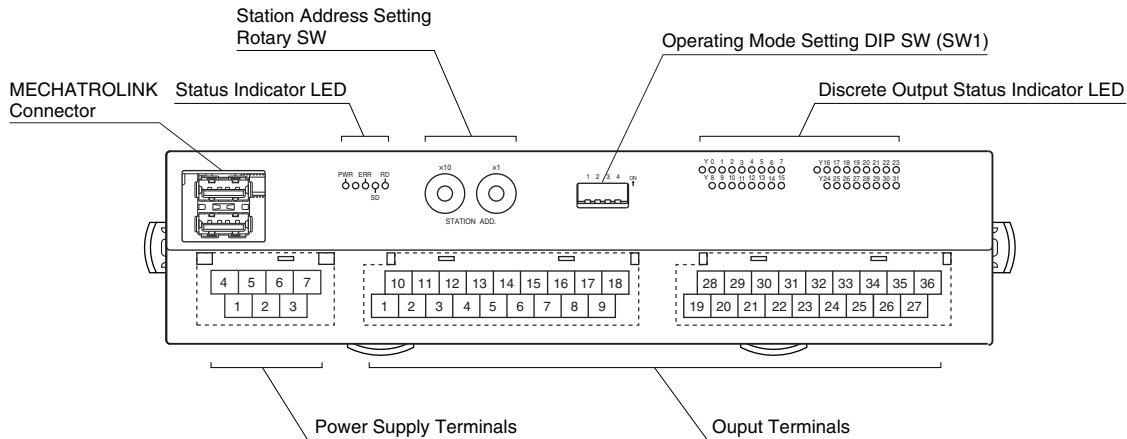 Station Address Setting
Rotary SW
Operating Mode Setting DIP SW (SW1)
MECHATROLINK
Connector
Status Indicator LED
Discrete Output Status Indicator LED
PWR ERR RD
SD
x10 x1
STATION ADD.
1 2 3 4 ON
Y 0 1 2 3 4 5 6 7
Y 8 9 10 11 12 13 14 15
Y16 17 18 19 20 21 22 23
Y24 25 26 27 28 29 30 31
4 5 6 7
1 2 3
10 11 12 13 14 15 16 17 18
1 2 3 4 5 6 7 8 9
28 29 30 31 32 33 34 35 36
19 20 21 22 23 24 25 26 27
Power Supply Terminals
Ouput Terminals